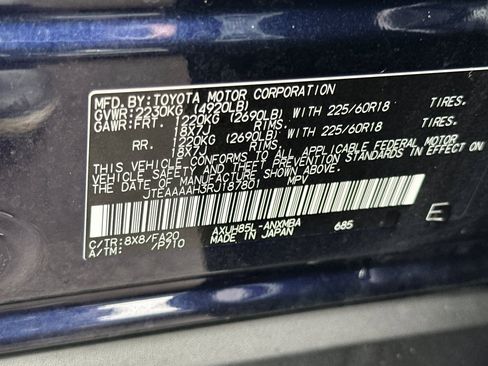 MFD. BY: TOYOTA MOTOR CORPORATION
GVWR: 2230KG (4920LB)
GAWR: FRT. 1220KG (2690LB) WITH 225/60R18 TIRES.
18X7J RIMS.
RR. 1220KG (2690LB) WITH 225/60R18 TIRES.
18X7J RIMS.
THIS VEHICLE CONFORMS TO ALL APPLICABLE FEDERAL MOTOR
VEHICLE SAFETY AND THEFT PREVENTION STANDARDS IN EFFECT ON
THE DATE OF MANUFACTURE SHOWN ABOVE.
JTEAAAAH3RJ187801 MPV
C/TR: 8X8/FA20 AXUH85L-ANXMBA 685 E
A/TM: /P710 MADE IN JAPAN